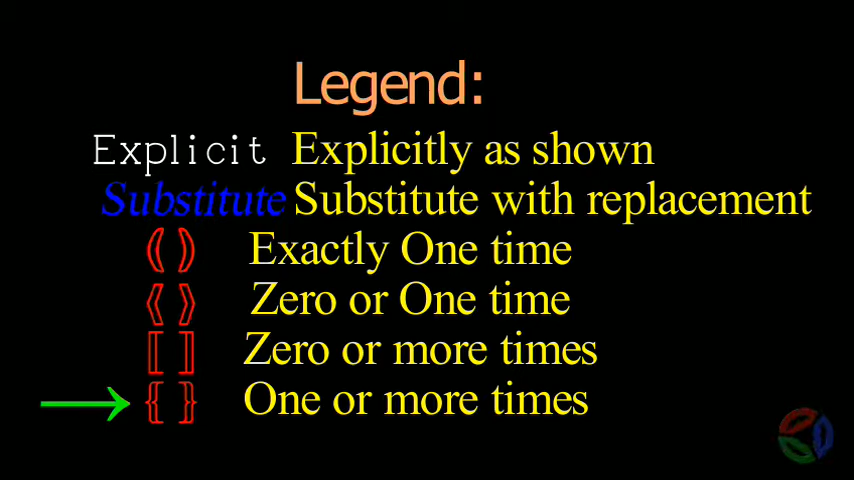 Legend:
Explicit Explicitly as shown
Substitute Substitute with replacement
⦅ ⦆ Exactly One time
⟪ ⟫ Zero or One time
⟦ ⟧ Zero or more times
⦃ ⦄ One or more times